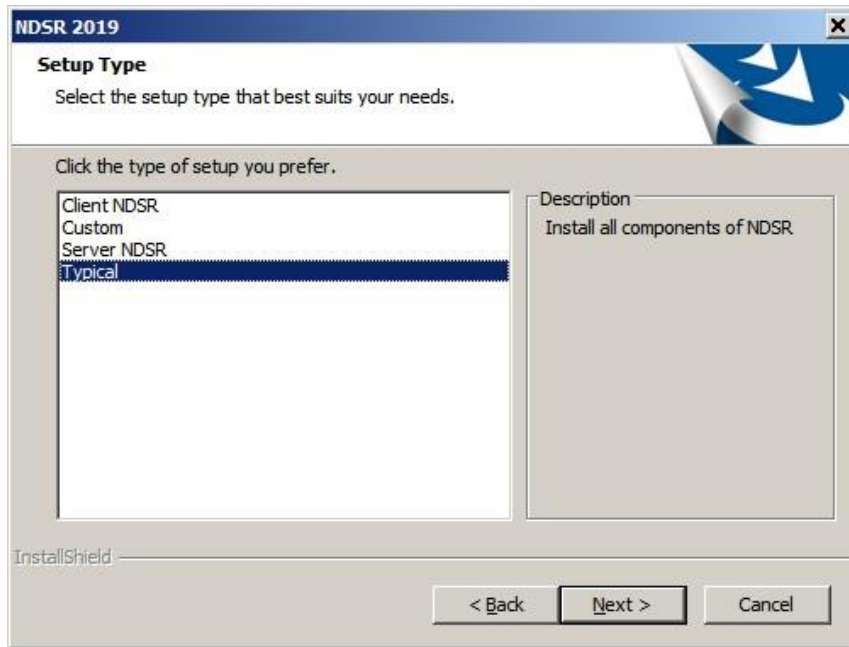 NDSR 2019
Setup Type
Select the setup type that best suits your needs.
Click the type of setup you prefer.
Client NDSR
Custom
Server NDSR
Typical
Description
Install all components of NDSR
InstallShield
< Back
Next >
Cancel